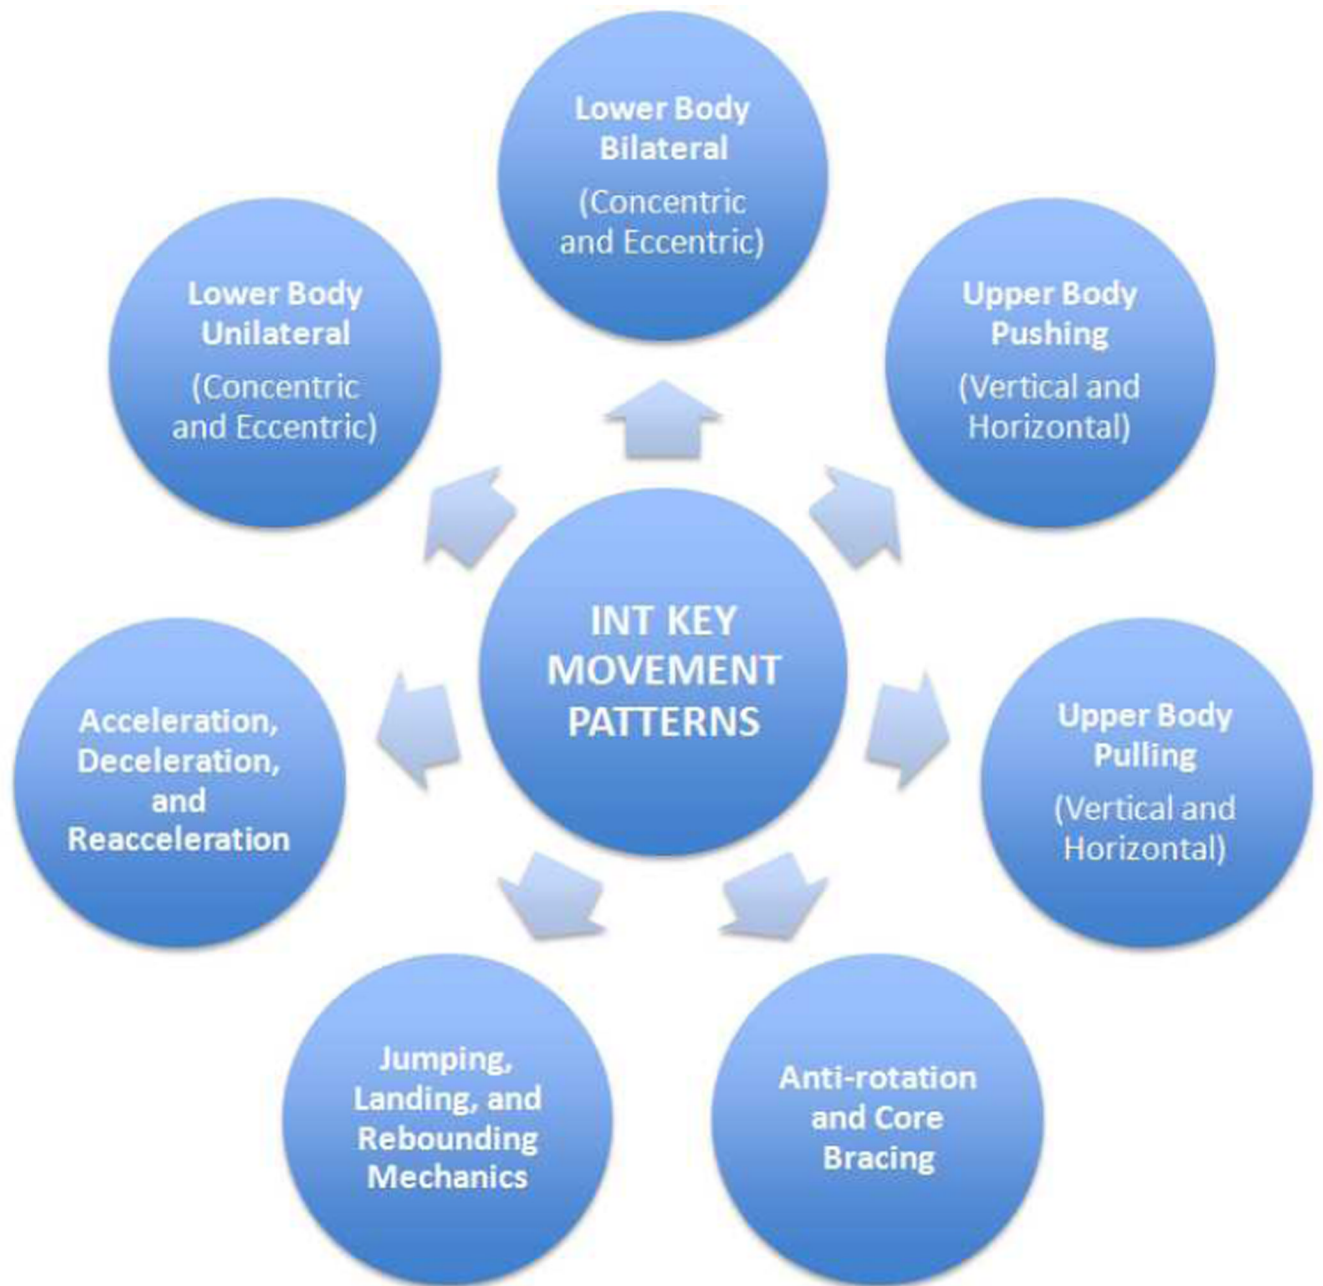 Lower Body
Bilateral
(Concentric
and Eccentric)
Upper Body
Pushing
(Vertical and
Horizontal)
Upper Body
Pulling
(Vertical and
Horizontal)
Anti-rotation
and Core
Bracing
Jumping,
Landing, and
Rebounding
Mechanics
Acceleration,
Deceleration,
and
Reacceleration
Lower Body
Unilateral
(Concentric
and Eccentric)
INT KEY
MOVEMENT
PATTERNS